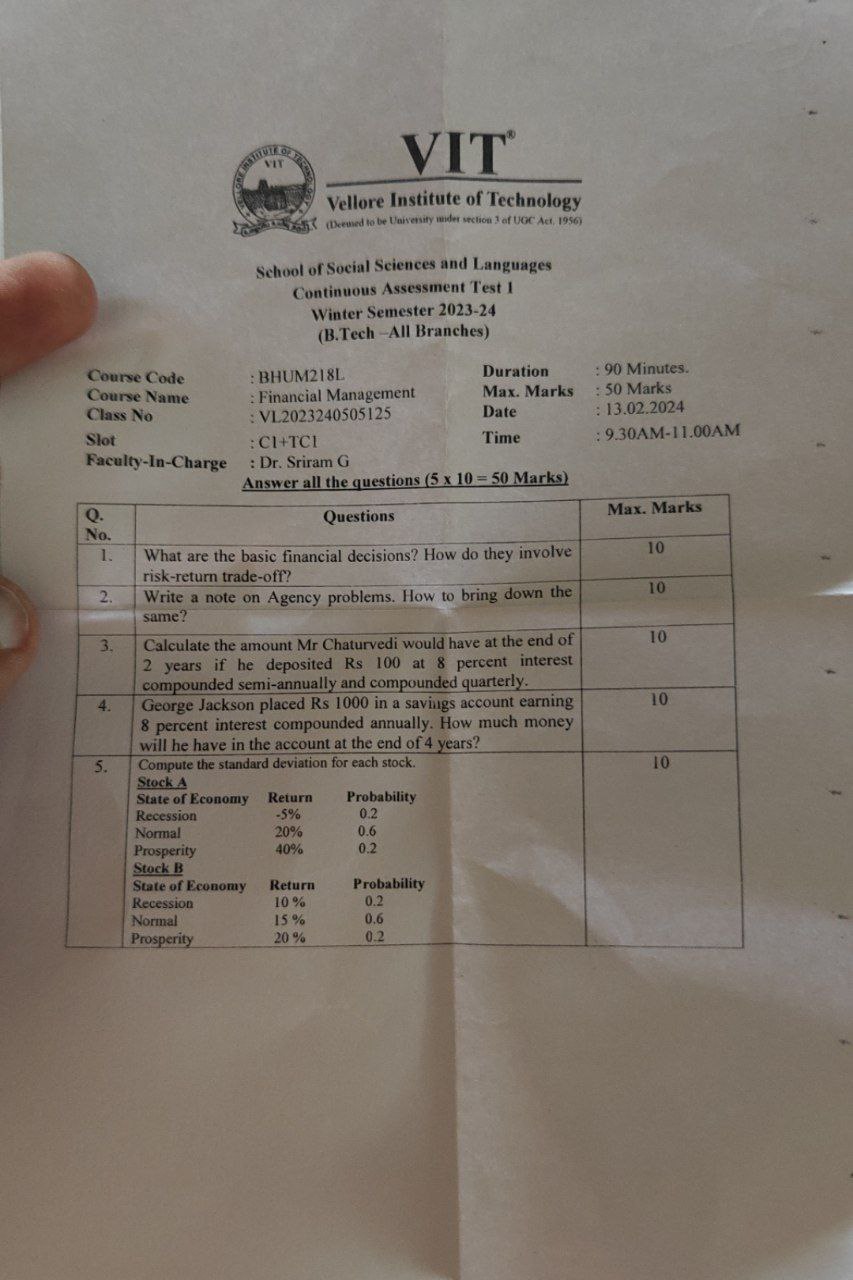 VIT®
VELLORE INSTITUTE OF TECHNOLOGY
VIT
Vellore Institute of Technology
(Deemed to be University under section 3 of UGC Act, 1956)
School of Social Sciences and Languages
Continuous Assessment Test 1
Winter Semester 2023-24
(B.Tech –All Branches)
Course Code : BHUM218L Duration : 90 Minutes.
Course Name : Financial Management Max. Marks : 50 Marks
Class No : VL2023240505125 Date : 13.02.2024
Slot : C1+TC1 Time : 9.30AM-11.00AM
Faculty-In-Charge : Dr. Sriram G
Answer all the questions (5 x 10 = 50 Marks)
Q. No. Questions Max. Marks
1. What are the basic financial decisions? How do they involve 10
risk-return trade-off?
2. Write a note on Agency problems. How to bring down the 10
same?
3. Calculate the amount Mr Chaturvedi would have at the end of 10
2 years if he deposited Rs 100 at 8 percent interest
compounded semi-annually and compounded quarterly.
4. George Jackson placed Rs 1000 in a savings account earning 10
8 percent interest compounded annually. How much money
will he have in the account at the end of 4 years?
5. Compute the standard deviation for each stock. 10
Stock A
State of Economy Return Probability
Recession -5% 0.2
Normal 20% 0.6
Prosperity 40% 0.2
Stock B
State of Economy Return Probability
Recession 10 % 0.2
Normal 15 % 0.6
Prosperity 20 % 0.2